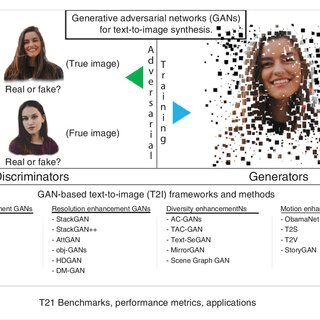 Generative adversarial networks (GANs)
for text-to-image synthesis.
(True image)
Real or fake?
(Frue image)
Real or fake?
Adversarial
Training
Discriminators
Generators
GAN-based text-to-image (T2I) frameworks and methods
ment GANs
Resolution enhancement GANs
- StackGAN
- StackGAN++
- AttGAN
- obj-GANs
- HDGAN
- DM-GAN
Diversity enhancementNs
- AC-GANs
- TAC-GAN
- Text-SeGAN
- MirrorGAN
- Scene Graph GAN
Motion enhan
- ObamaNet
- T2S
- T2V
- StoryGAN
T21 Benchmarks, performance metrics, applications